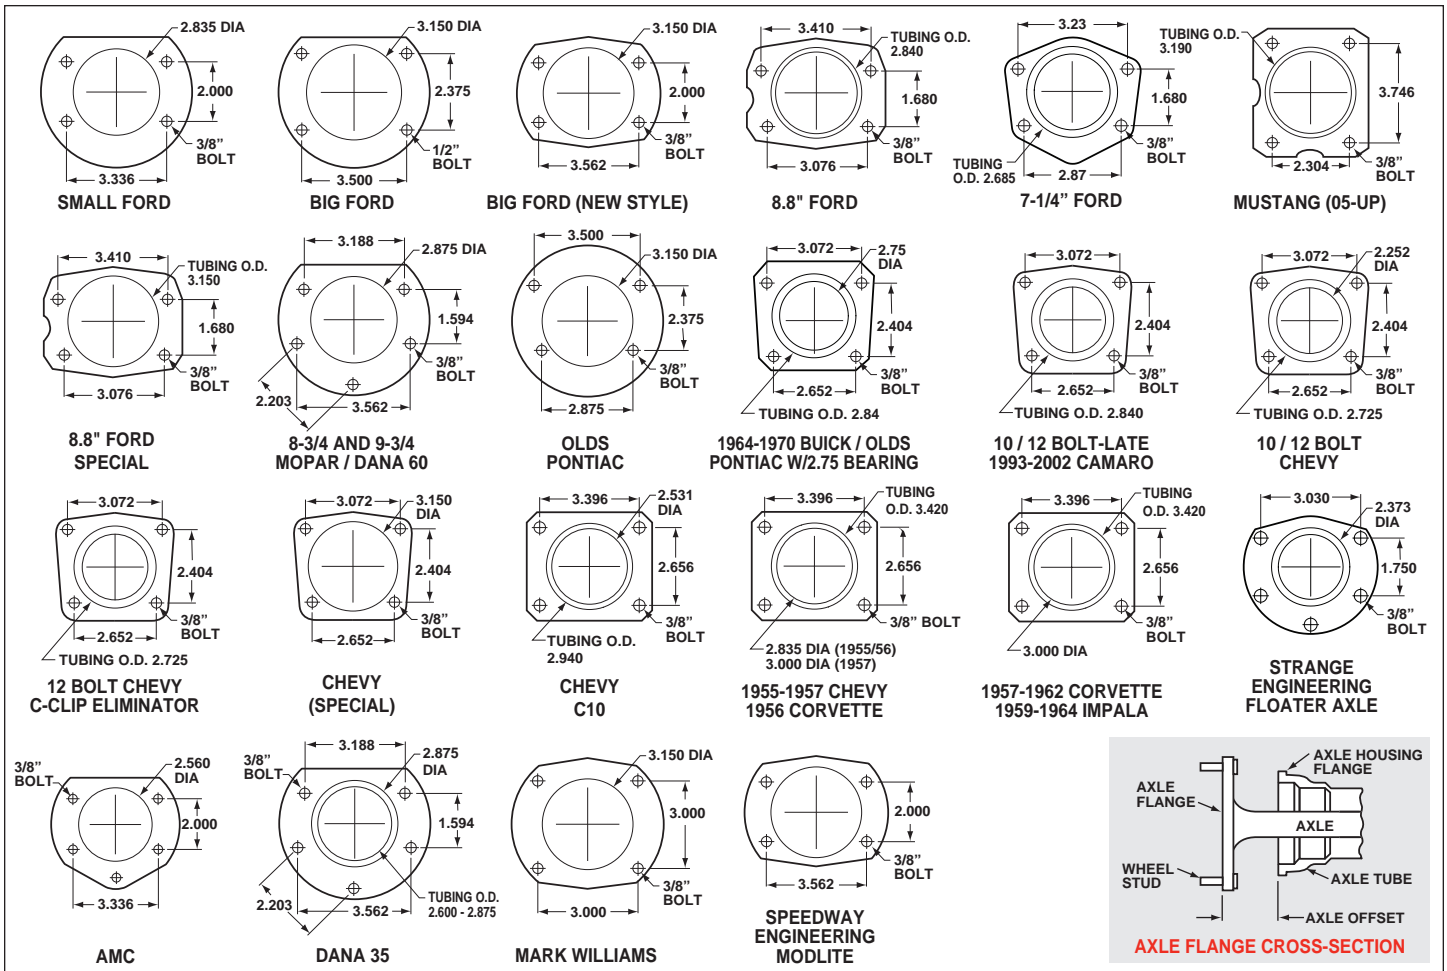 2.835 DIA
2.000
3/8”
BOLT
3.336
SMALL FORD
3.150 DIA
2.375
1/2”
BOLT
3.500
BIG FORD
3.150 DIA
2.000
3/8”
BOLT
3.562
BIG FORD (NEW STYLE)
3.410
TUBING O.D.
2.840
1.680
3/8”
BOLT
3.076
8.8" FORD
3.23
1.680
3/8”
BOLT
TUBING
O.D. 2.685
2.87
7-1/4” FORD
TUBING O.D.
3.190
3.746
2.304
3/8”
BOLT
MUSTANG (05-UP)
3.410
TUBING O.D.
3.150
1.680
3/8”
BOLT
3.076
8.8" FORD
SPECIAL
3.188
2.875 DIA
1.594
3/8”
BOLT
2.203
3.562
8-3/4 AND 9-3/4
MOPAR / DANA 60
3.500
3.150 DIA
2.375
3/8”
BOLT
2.875
OLDS
PONTIAC
3.072
2.75
DIA
2.404
3/8”
BOLT
2.652
TUBING O.D. 2.84
1964-1970 BUICK / OLDS
PONTIAC W/2.75 BEARING
3.072
2.404
3/8”
BOLT
2.652
TUBING O.D. 2.840
10 / 12 BOLT-LATE
1993-2002 CAMARO
3.072
2.252
DIA
2.404
3/8”
BOLT
2.652
TUBING O.D. 2.725
10 / 12 BOLT
CHEVY
3.072
2.404
3/8”
BOLT
2.652
TUBING O.D. 2.725
12 BOLT CHEVY
C-CLIP ELIMINATOR
3.072
3.150
DIA
2.404
3/8”
BOLT
2.652
CHEVY
(SPECIAL)
3.396
2.531
DIA
2.656
3/8”
BOLT
TUBING O.D.
2.940
CHEVY
C10
3.396
TUBING
O.D. 3.420
2.656
3/8” BOLT
2.835 DIA (1955/56)
3.000 DIA (1957)
1955-1957 CHEVY
1956 CORVETTE
3.396
TUBING
O.D. 3.420
2.656
3/8”
BOLT
3.000 DIA
1957-1962 CORVETTE
1959-1964 IMPALA
3.030
2.373
DIA
1.750
3/8”
BOLT
STRANGE
ENGINEERING
FLOATER AXLE
3/8”
BOLT
2.560
DIA
2.000
3.336
AMC
3.188
3/8”
BOLT
2.875
DIA
1.594
2.203
3.562
TUBING O.D.
2.600 - 2.875
DANA 35
3.150 DIA
3.000
3/8”
BOLT
3.000
MARK WILLIAMS
2.000
3/8”
BOLT
3.562
SPEEDWAY
ENGINEERING
MODLITE
AXLE HOUSING
FLANGE
AXLE
FLANGE
AXLE
WHEEL
STUD
AXLE TUBE
AXLE OFFSET
AXLE FLANGE CROSS-SECTION